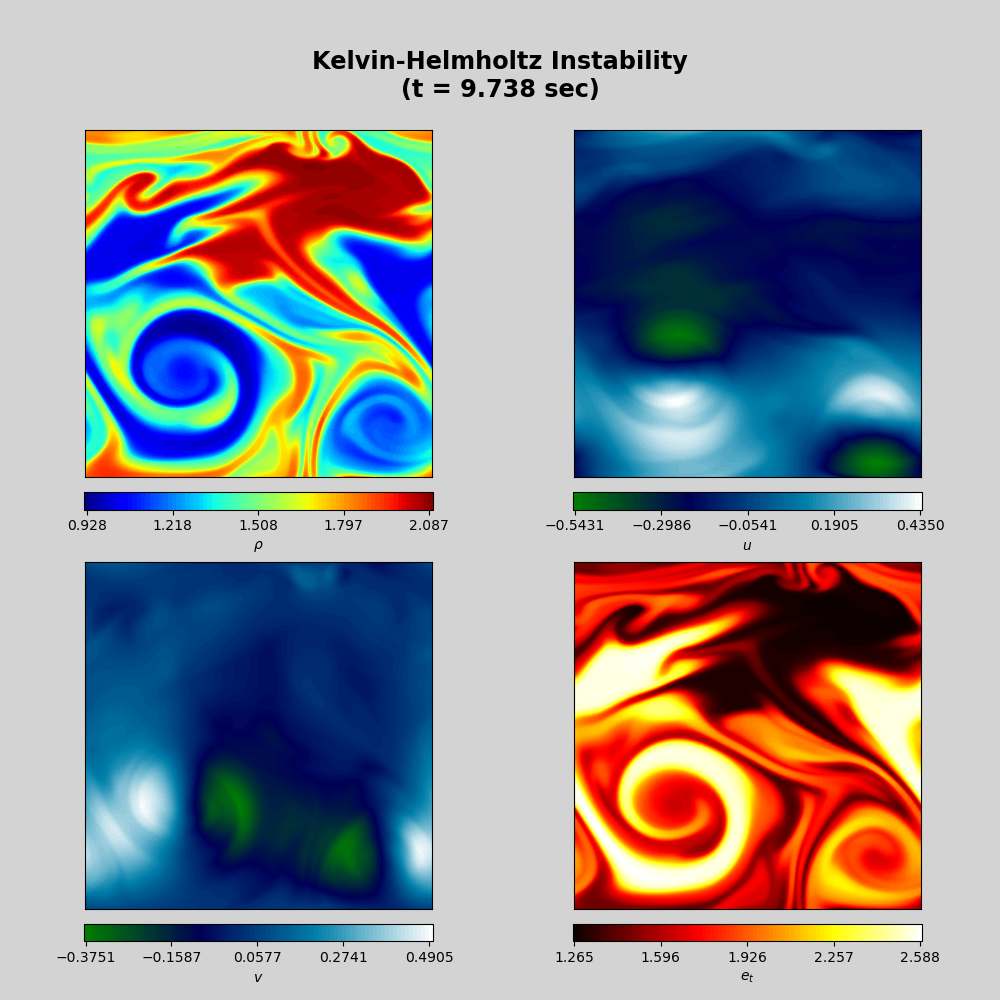 Kelvin-Helmholtz Instability
(t = 9.738 sec)
0.928 1.218 1.508 1.797 2.087
ρ
−0.5431 −0.2986 −0.0541 0.1905 0.4350
u
−0.3751 −0.1587 0.0577 0.2741 0.4905
v
1.265 1.596 1.926 2.257 2.588
e_t